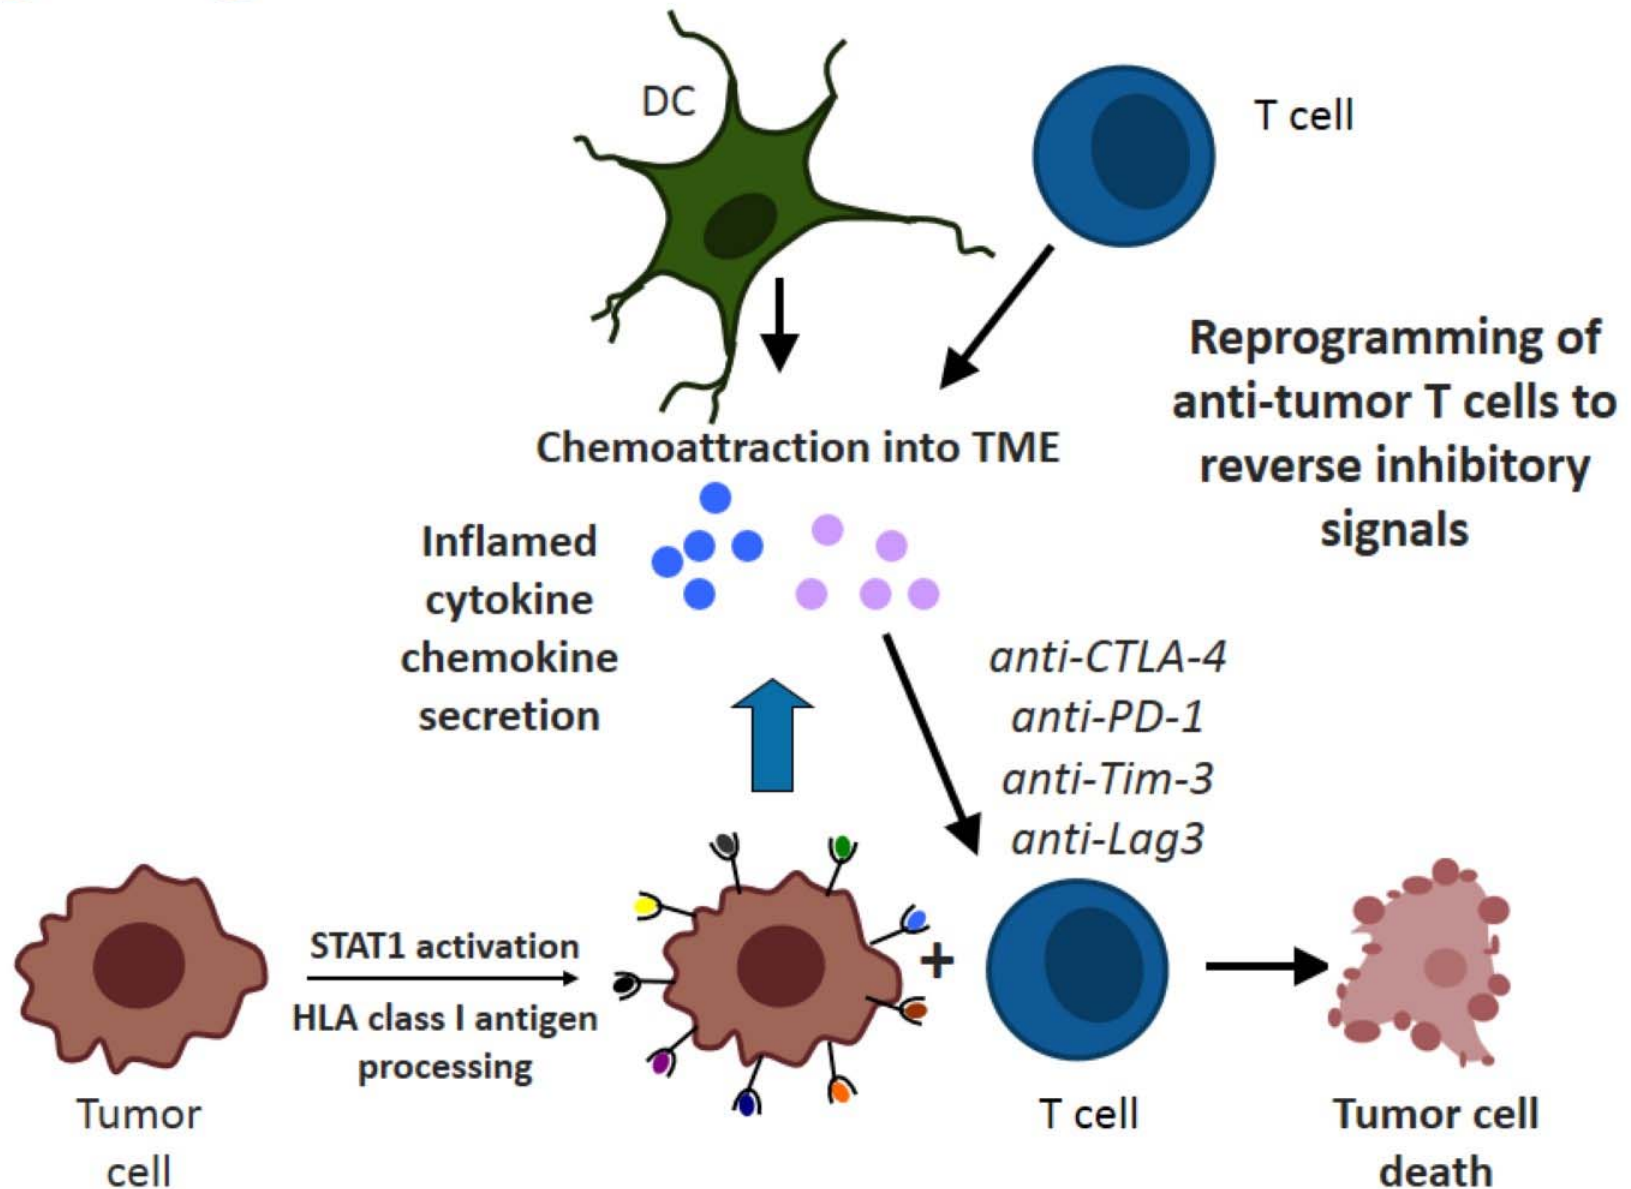 DC
T cell
Reprogramming of
anti-tumor T cells to
reverse inhibitory
signals
Chemoattraction into TME
Inflamed
cytokine
chemokine
secretion
anti-CTLA-4
anti-PD-1
anti-Tim-3
anti-Lag3
STAT1 activation
HLA class I antigen
processing
+
Tumor
cell
T cell
Tumor cell
death